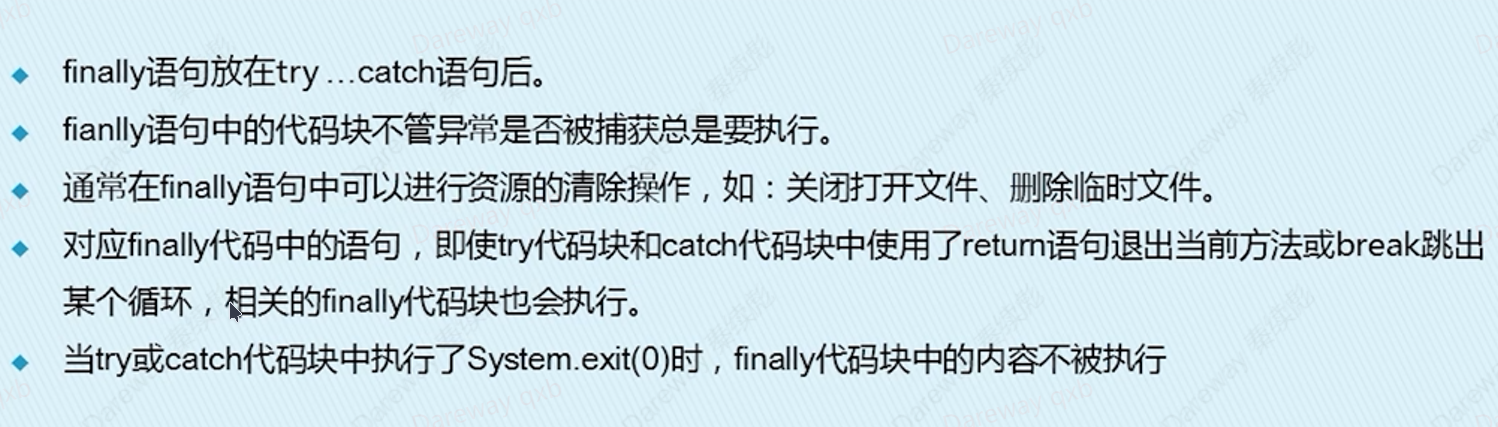 finally语句放在try …catch语句后。
fianlly语句中的代码块不管异常是否被捕获总是要执行。
通常在finally语句中可以进行资源的清除操作，如：关闭打开文件、删除临时文件。
对应finally代码中的语句，即使try代码块和catch代码块中使用了return语句退出当前方法或break跳出
某个循环，相关的finally代码块也会执行。
当try或catch代码块中执行了System.exit(0)时，finally代码块中的内容不被执行
Dareway qxb
Dareway qxb
Dareway qxb
Dareway qxb